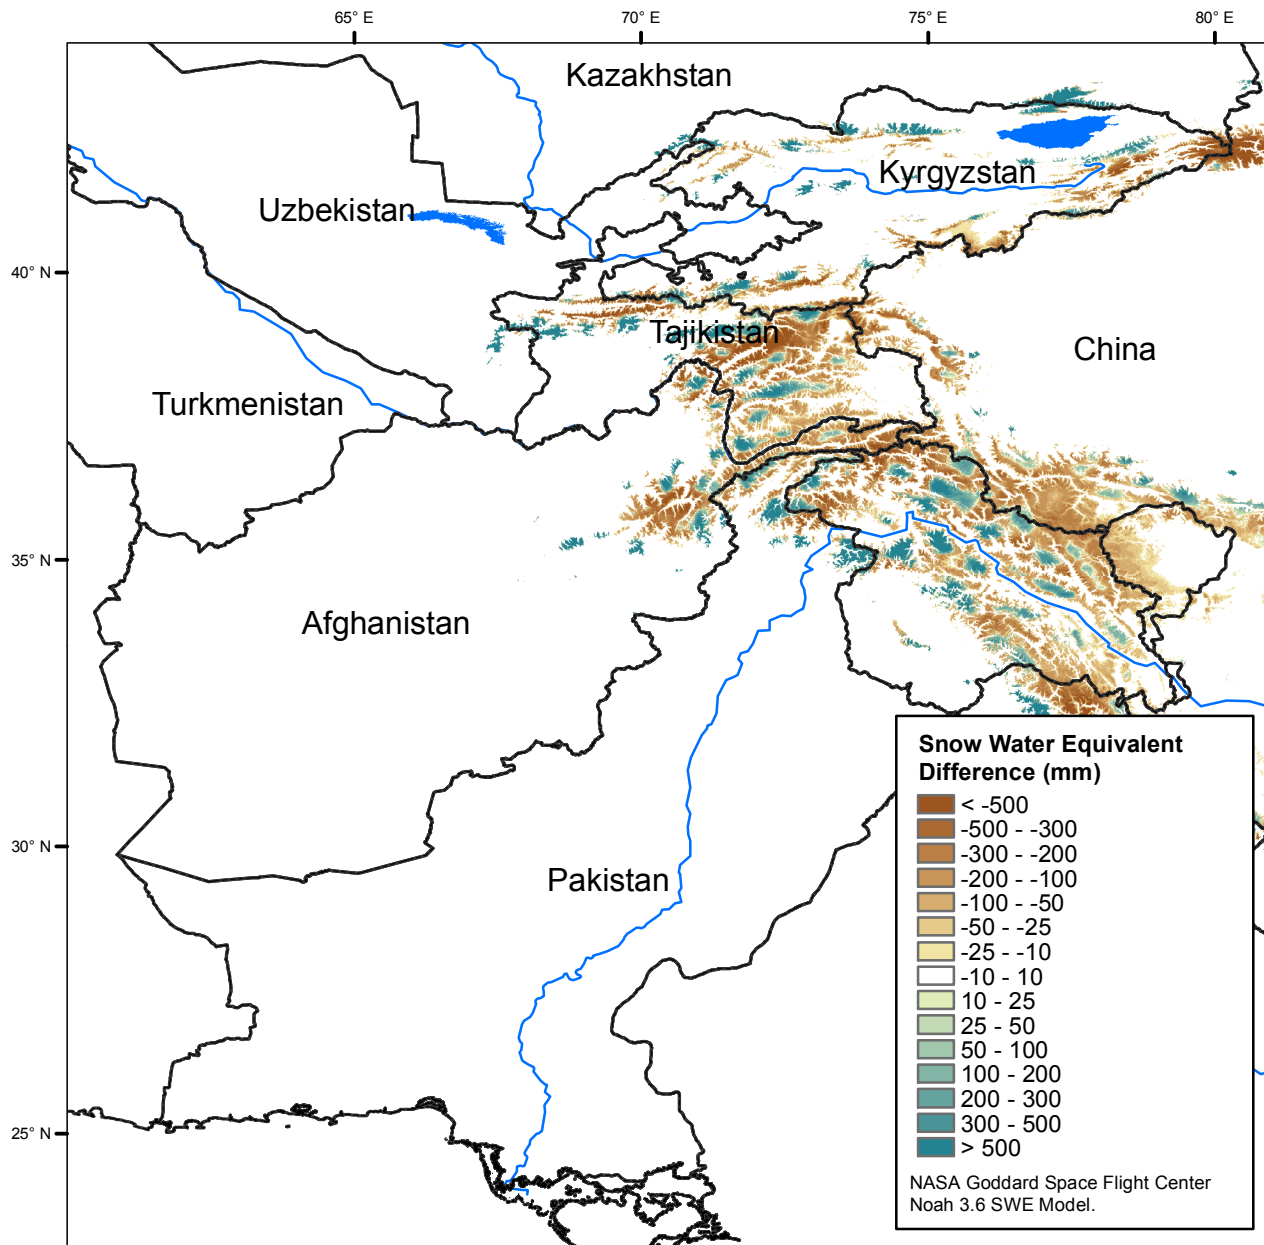 65° E
70° E
75° E
80° E
Kazakhstan
Kyrgyzstan
Uzbekistan
40° N
Tajikistan
China
Turkmenistan
35° N
Afghanistan
30° N
Pakistan
25° N
Snow Water Equivalent
Difference (mm)
< -500
-500 - -300
-300 - -200
-200 - -100
-100 - -50
-50 - -25
-25 - -10
-10 - 10
10 - 25
25 - 50
50 - 100
100 - 200
200 - 300
300 - 500
> 500
NASA Goddard Space Flight Center
Noah 3.6 SWE Model.